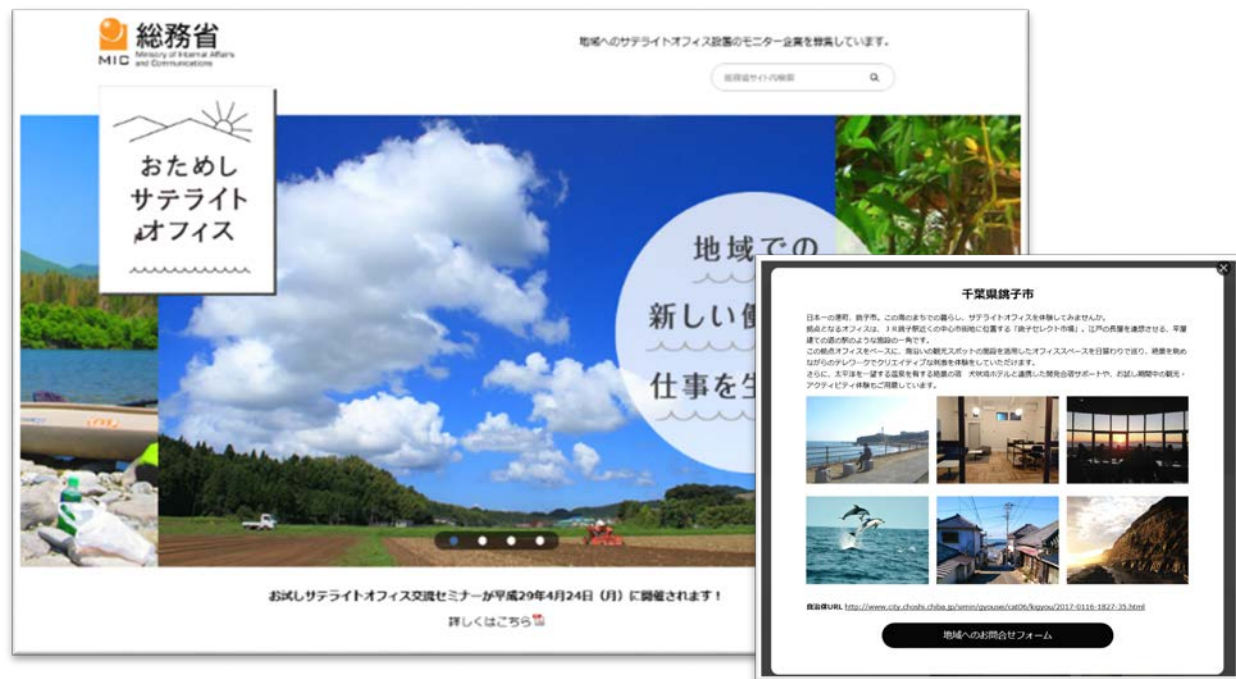 総務省
MIC
Ministry of Internal Affairs
and Communications
地域へのサテライトオフィス設置のモニター企業を募集しています。
総務省サイト内検索
おためし
サテライト
オフィス
地域での
新しい働
仕事を生
お試しサテライトオフィス交流セミナーが平成29年4月24日（月）に開催されます！
詳しくはこちら
千葉県銚子市
日本一の港町、銚子市。この海のまちでの暮らし、サテライトオフィスを体験してみませんか。
拠点となるオフィスは、ＪＲ銚子駅近くの中心市街地に位置する「銚子セレクト市場」。江戸の長屋を連想させる、平屋
建ての道の駅のような施設の一角です。
この拠点オフィスをベースに、海沿いの観光スポットの施設を活用したオフィススペースを日替わりで巡り、絶景を眺め
ながらのテレワークでクリエイティブな刺激を体験をしていただけます。
さらに、太平洋を一望する温泉を有する絶景の宿　犬吠埼ホテルと連携した開発合宿サポートや、お試し期間中の観光・
アクティビティ体験もご用意しています。
自治体URL http://www.city.choshi.chiba.jp/simin/gyousei/cat06/kigyou/2017-0116-1827-35.html
地域へのお問合せフォーム